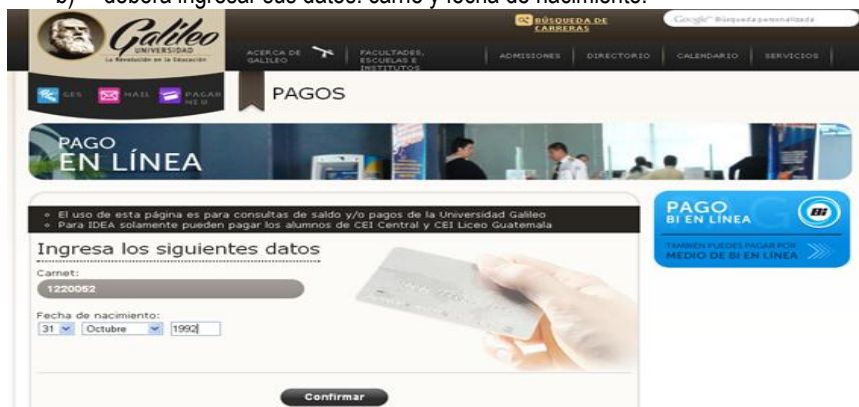 b) deberá ingresar sus datos: carné y fecha de nacimiento.
Galileo
UNIVERSIDAD
La Revolución en la Educación
ACERCA DE
GALILEO
FACULTADES,
ESCUELAS E
INSTITUTOS
BÚSQUEDA DE
CARRERAS
Google Búsqueda personalizada
ADMISIONES
DIRECTORIO
CALENDARIO
SERVICIOS
GES
MAIL
PAGAR
MI U
PAGOS
PAGO
EN LÍNEA
El uso de esta página es para consultas de saldo y/o pagos de la Universidad Galileo
Para IDEA solamente pueden pagar los alumnos de CEI Central y CEI Liceo Guatemala
Ingresa los siguientes datos
Carnet:
1220052
Fecha de nacimiento:
31 Octubre 1992
Confirmar
PAGO
BI EN LÍNEA
Bi
TAMBIÉN PUEDES PAGAR POR
MEDIO DE BI EN LÍNEA